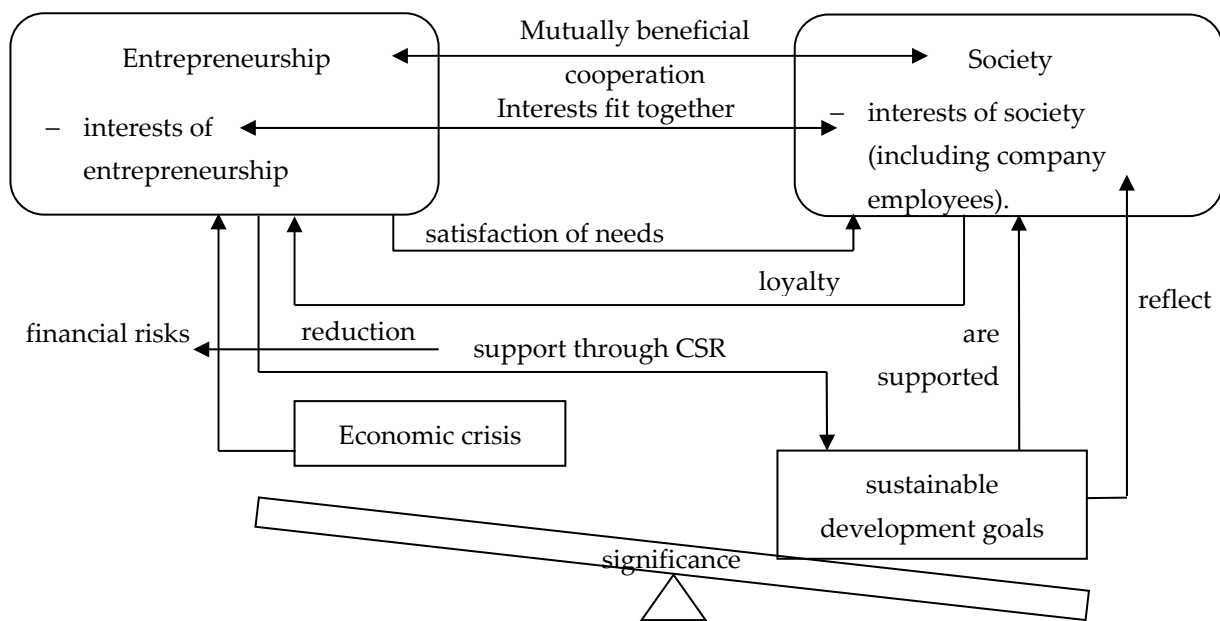 Mutually beneficial
cooperation
Entrepreneurship
Society
Interests fit together
– interests of
entrepreneurship
– interests of society
(including company
employees).
satisfaction of needs
loyalty
reflect
financial risks
reduction
support through CSR
are
supported
Economic crisis
sustainable
development goals
significance